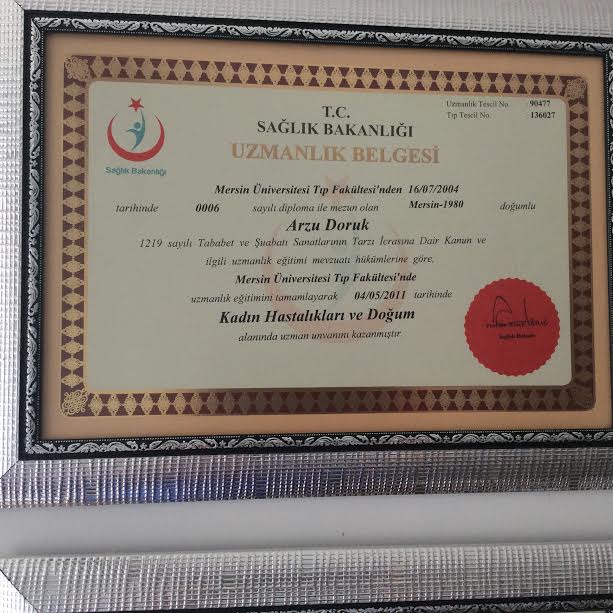 Uzmanlık Tescil No. : 90477
Tıp Tescil No. : 136027
T.C.
SAĞLIK BAKANLIĞI
UZMANLIK BELGESİ
Sağlık Bakanlığı
Mersin Üniversitesi Tıp Fakültesi'nden 16/07/2004
tarihinde 0006 sayılı diploma ile mezun olan Mersin-1980 doğumlu
Arzu Doruk
1219 sayılı Tababet ve Şuabatı Sanatlarının Tarzı İcrasına Dair Kanun ve
ilgili uzmanlık eğitimi mevzuatı hükümlerine göre,
Mersin Üniversitesi Tıp Fakültesi'nde
uzmanlık eğitimini tamamlayarak 04/05/2011 tarihinde
Kadın Hastalıkları ve Doğum
alanında uzman unvanını kazanmıştır.
Sağlık Bakanı